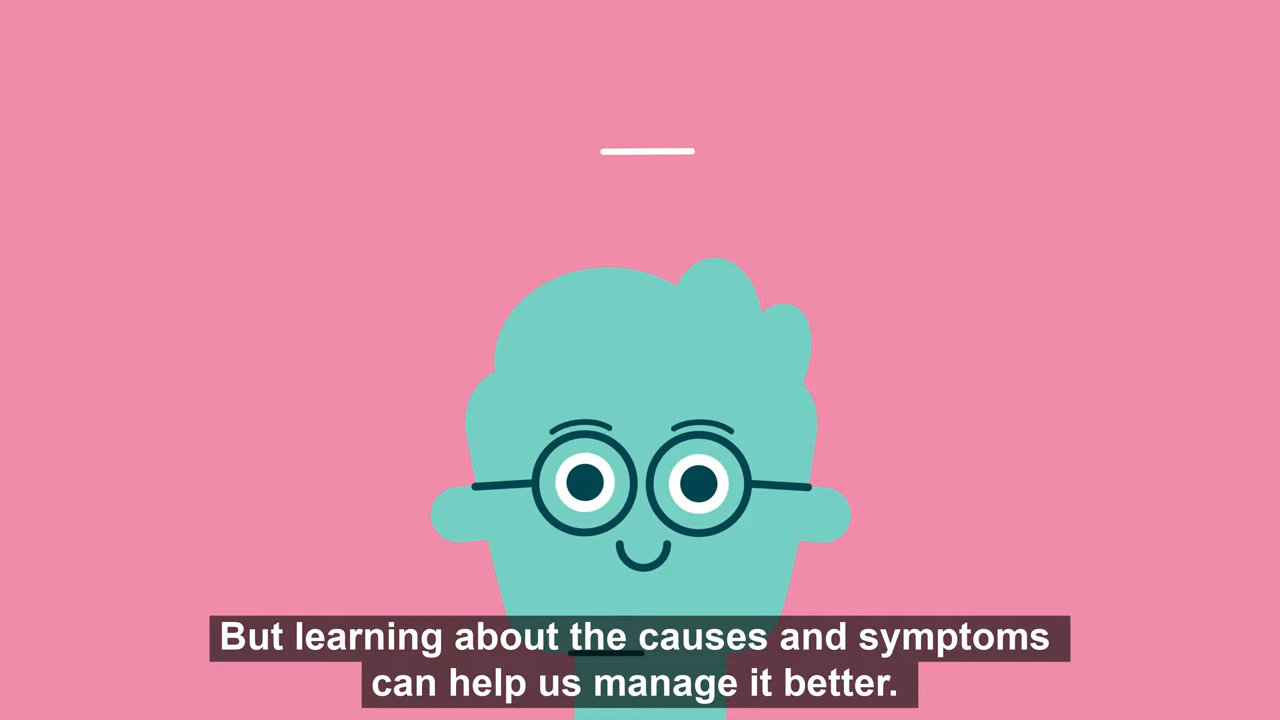 But learning about the causes and symptoms
can help us manage it better.